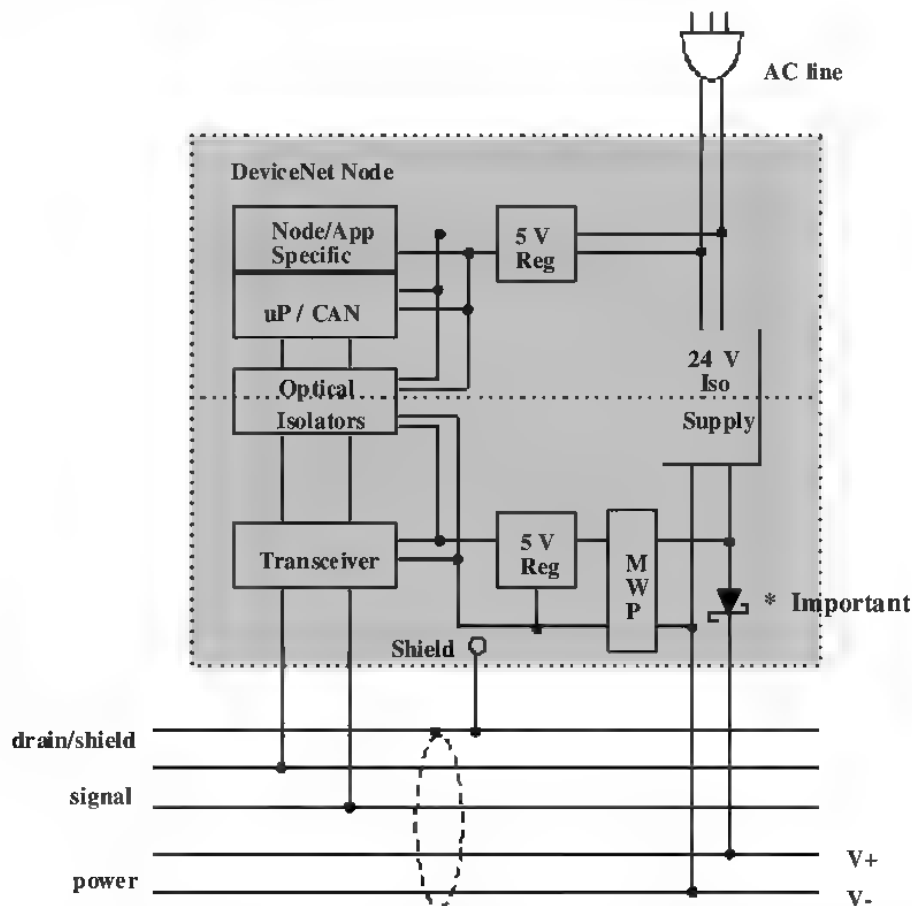 AC line
DeviceNet Node
Node/App
Specific
5 V
Reg
uP / CAN
24 V
Iso
Optical
Isolators
Supply
Transceiver
5 V
Reg
M
W
P
* Important
Shield
drain/shield
signal
power
V+
V-